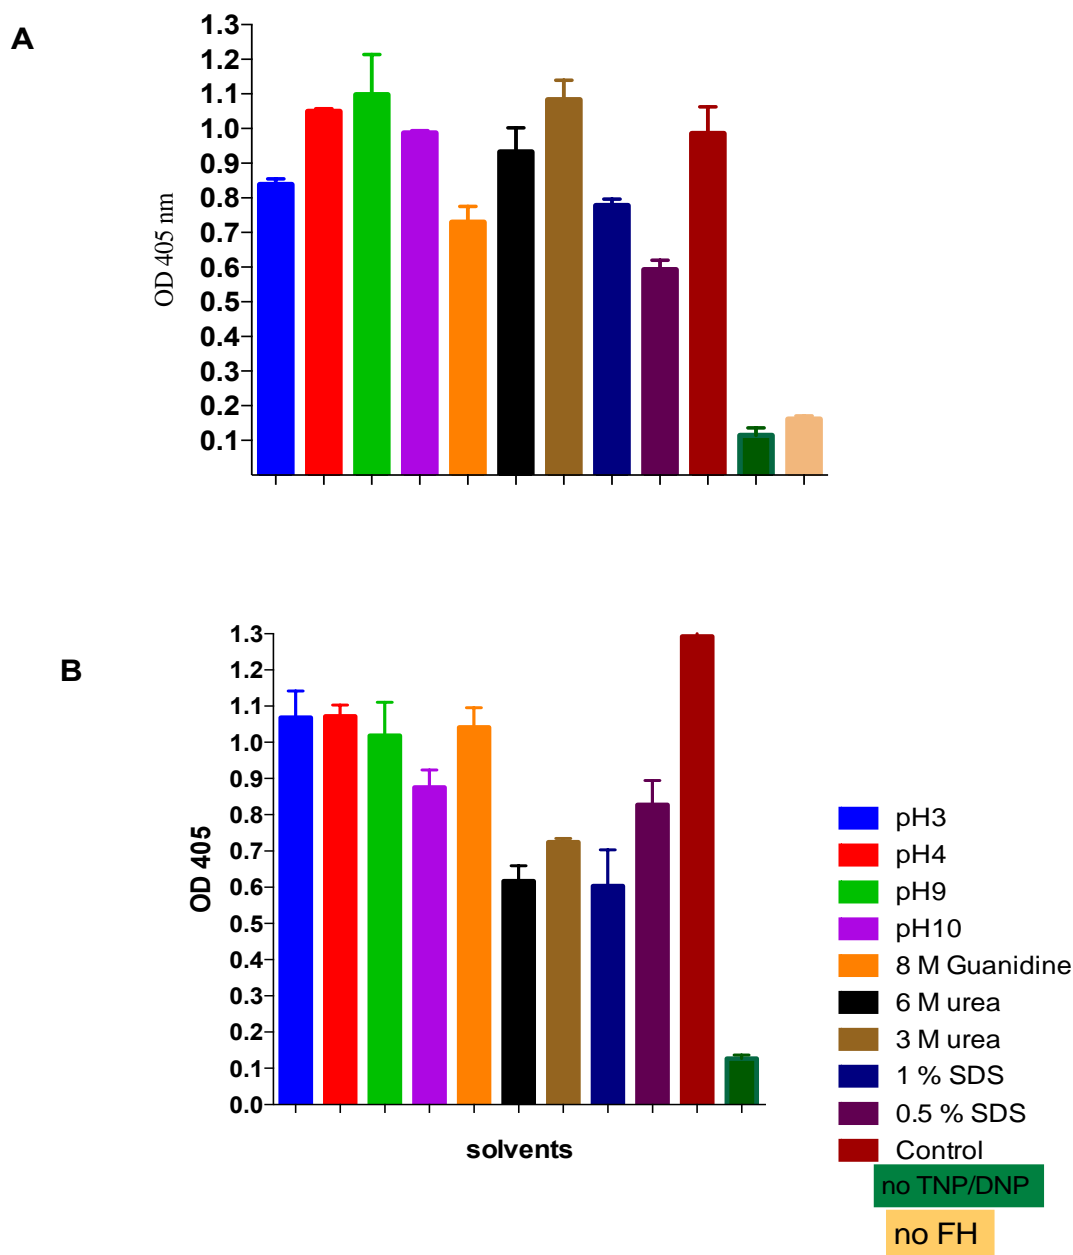 A
OD 405 nm
1.3
1.2
1.1
1.0
0.9
0.8
0.7
0.6
0.5
0.4
0.3
0.2
0.1
B
OD 405
1.3
1.2
1.1
1.0
0.9
0.8
0.7
0.6
0.5
0.4
0.3
0.2
0.1
0.0
solvents
pH3
pH4
pH9
pH10
8 M Guanidine
6 M urea
3 M urea
1 % SDS
0.5 % SDS
Control
no TNP/DNP
no FH